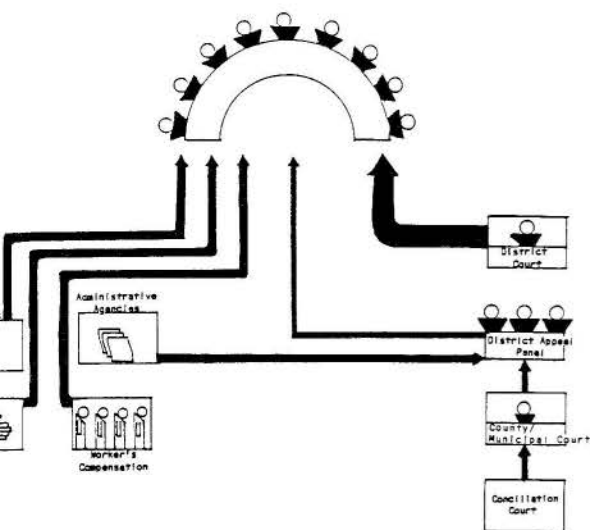 District
Court
Administrative
Agencies
District Appeal
Panel
County/
Municipal Court
Worker's
Compensation
Conciliation
Court